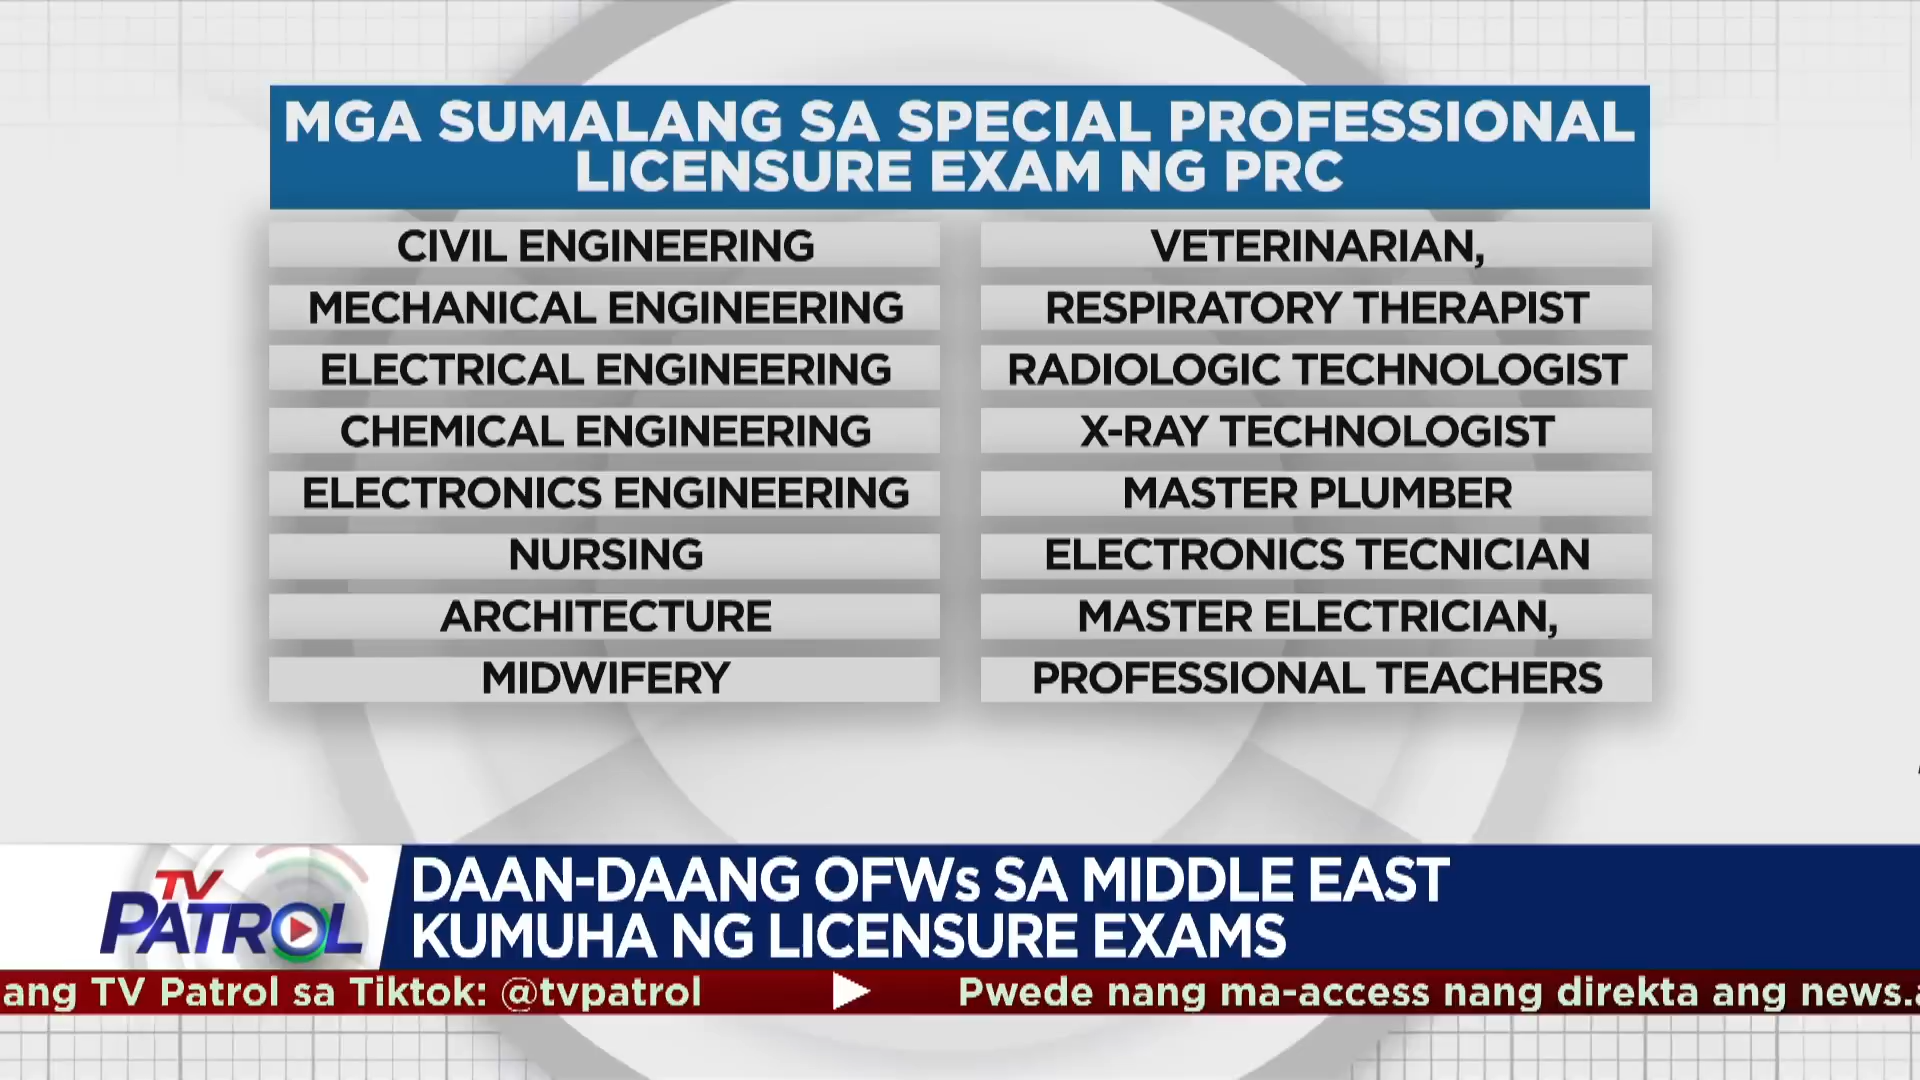 MGA SUMALANG SA SPECIAL PROFESSIONAL
LICENSURE EXAM NG PRC
CIVIL ENGINEERING
MECHANICAL ENGINEERING
ELECTRICAL ENGINEERING
CHEMICAL ENGINEERING
ELECTRONICS ENGINEERING
NURSING
ARCHITECTURE
MIDWIFERY
VETERINARIAN,
RESPIRATORY THERAPIST
RADIOLOGIC TECHNOLOGIST
X-RAY TECHNOLOGIST
MASTER PLUMBER
ELECTRONICS TECNICIAN
MASTER ELECTRICIAN,
PROFESSIONAL TEACHERS
TV
PATROL
DAAN-DAANG OFWs SA MIDDLE EAST
KUMUHA NG LICENSURE EXAMS
ang TV Patrol sa Tiktok: @tvpatrol
Pwede nang ma-access nang direkta ang news.